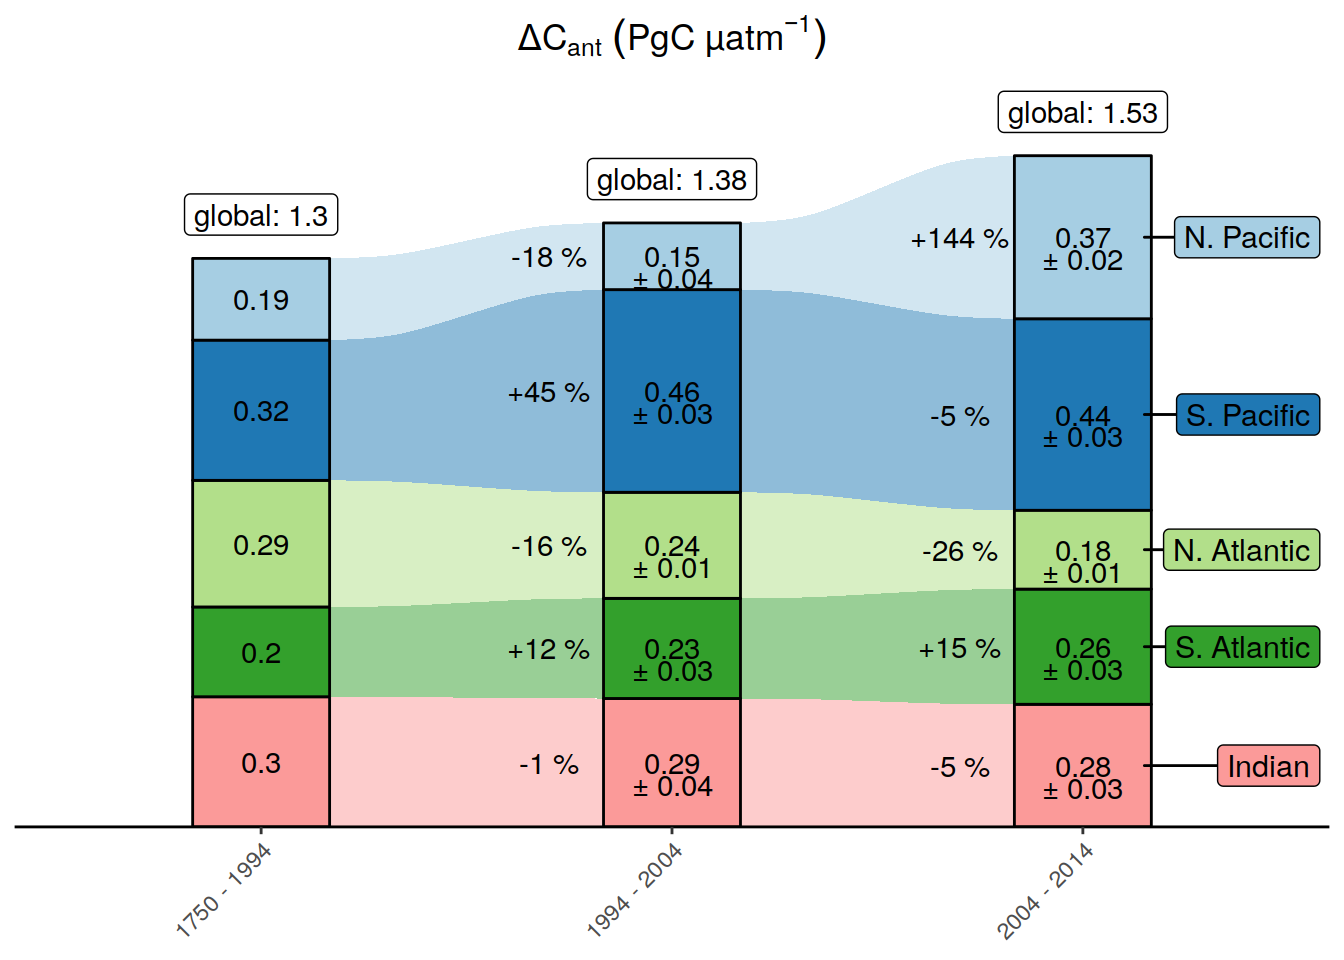 ΔCant (PgC µatm−1)
global: 1.3
global: 1.38
global: 1.53
0.19
-18 %
0.15
± 0.04
+144 %
0.37
± 0.02
N. Pacific
0.32
+45 %
0.46
± 0.03
-5 %
0.44
± 0.03
S. Pacific
0.29
-16 %
0.24
± 0.01
-26 %
0.18
± 0.01
N. Atlantic
0.2
+12 %
0.23
± 0.03
+15 %
0.26
± 0.03
S. Atlantic
0.3
-1 %
0.29
± 0.04
-5 %
0.28
± 0.03
Indian
1750 - 1994
1994 - 2004
2004 - 2014